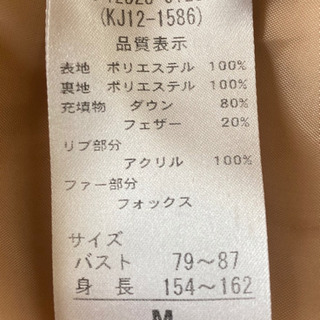 (KJ12-1586)
品質表示
表地 ポリエステル 100%
裏地 ポリエステル 100%
充填物 ダウン 80%
フェザー 20%
リブ部分
アクリル 100%
ファー部分
フォックス
サイズ
バスト 79～87
身長 154～162
M